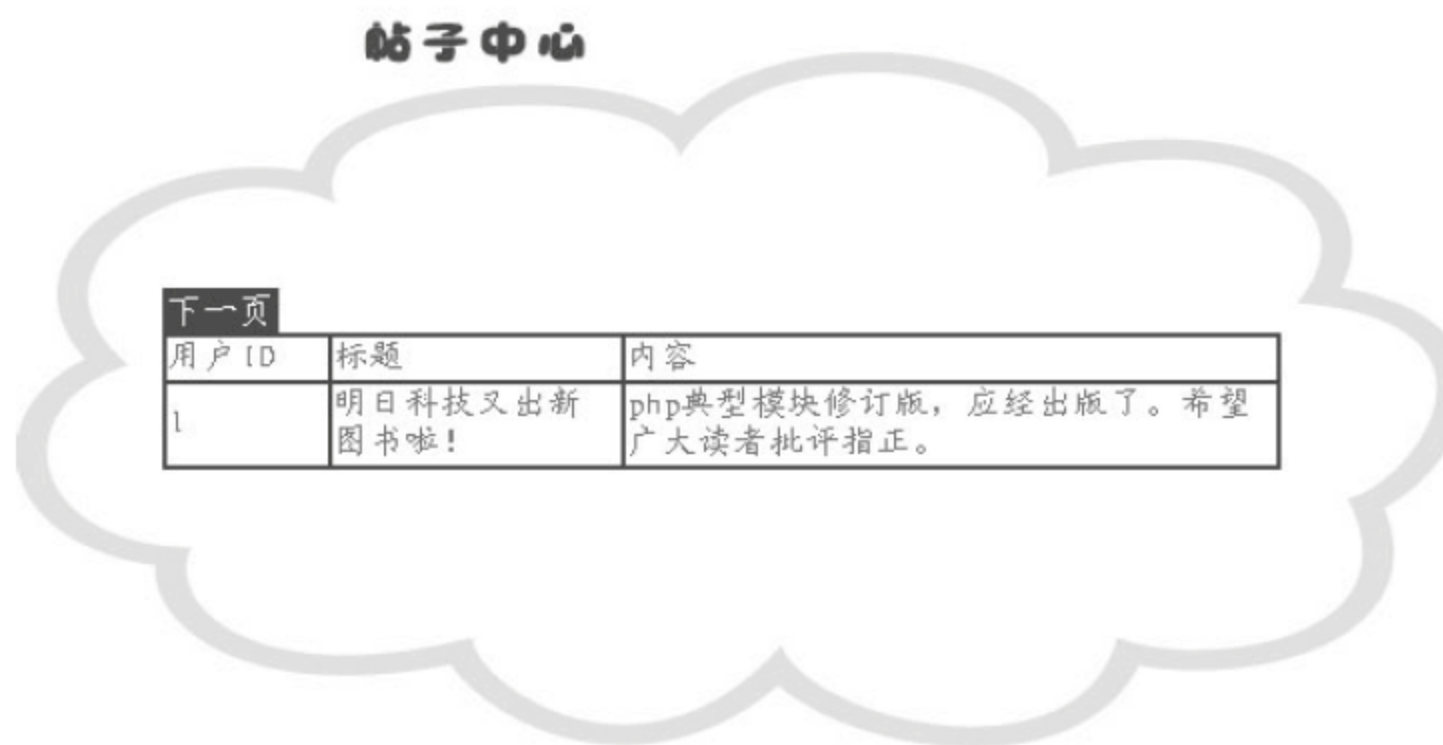 帖子中心
下一页
用户ID 标题 内容
1 明日科技又出新 php典型模块修订版，应经出版了。希望
图书啦! 广大读者批评指正。